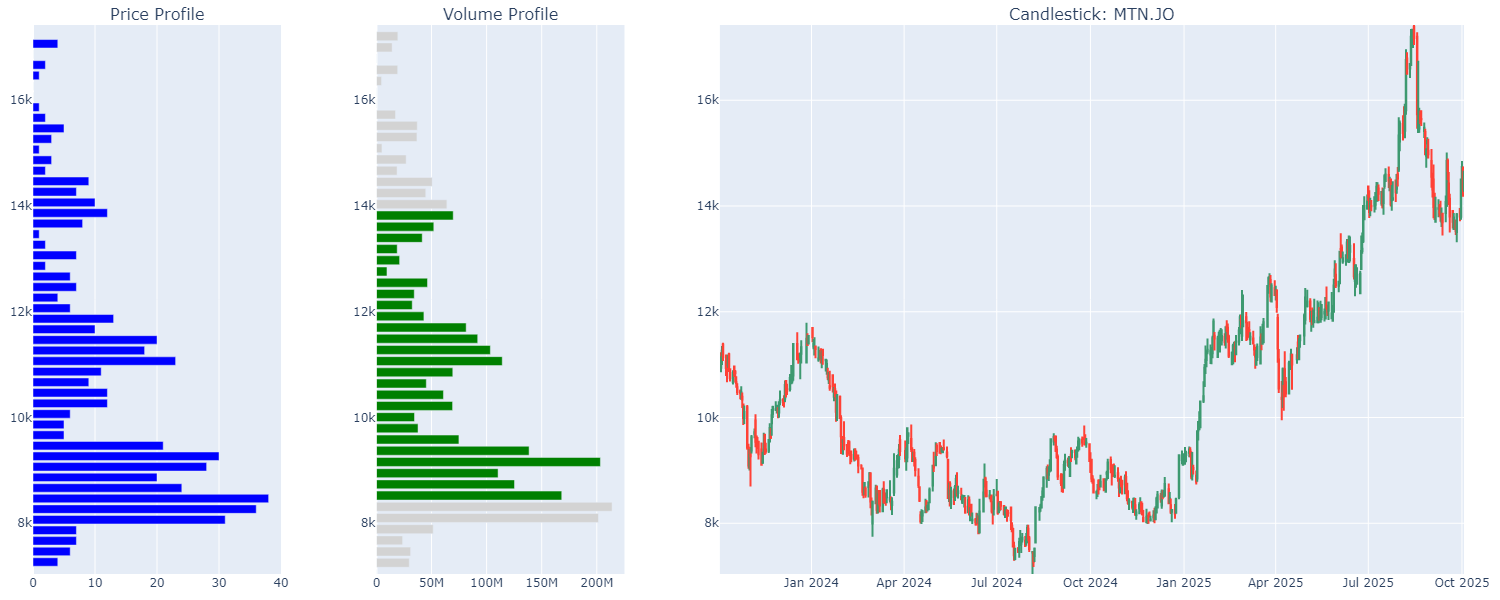 Price Profile
16k
14k
12k
10k
8k
0
10
20
30
40
Volume Profile
16k
14k
12k
10k
8k
0
50M
100M
150M
200M
Candlestick: MTN.JO
16k
14k
12k
10k
8k
Jan 2024
Apr 2024
Jul 2024
Oct 2024
Jan 2025
Apr 2025
Jul 2025
Oct 2025